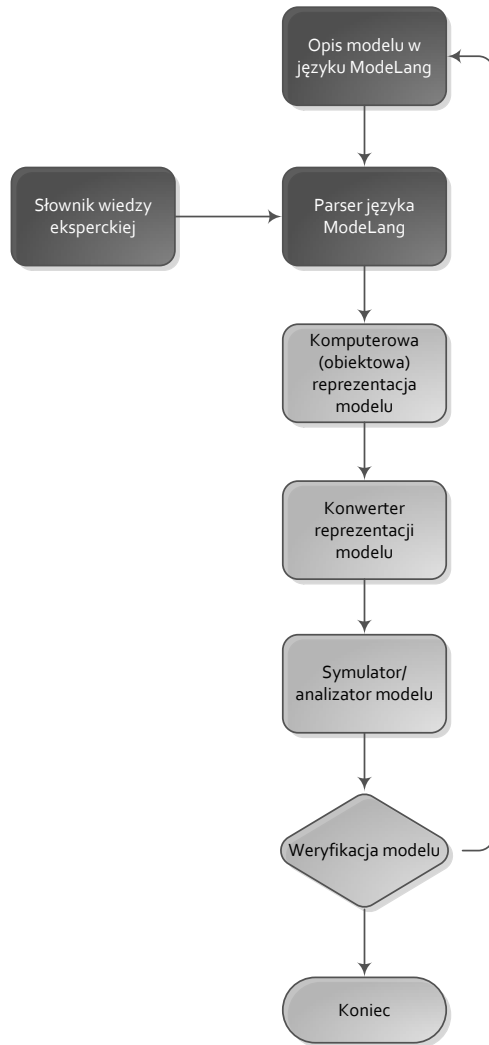 Opis modelu w
języku ModeLang
Słownik wiedzy
eksperckiej
Parser języka
ModeLang
Komputerowa
(obiektowa)
reprezentacja
modelu
Konwerter
reprezentacji
modelu
Symulator/
analizator modelu
Weryfikacja modelu
Koniec